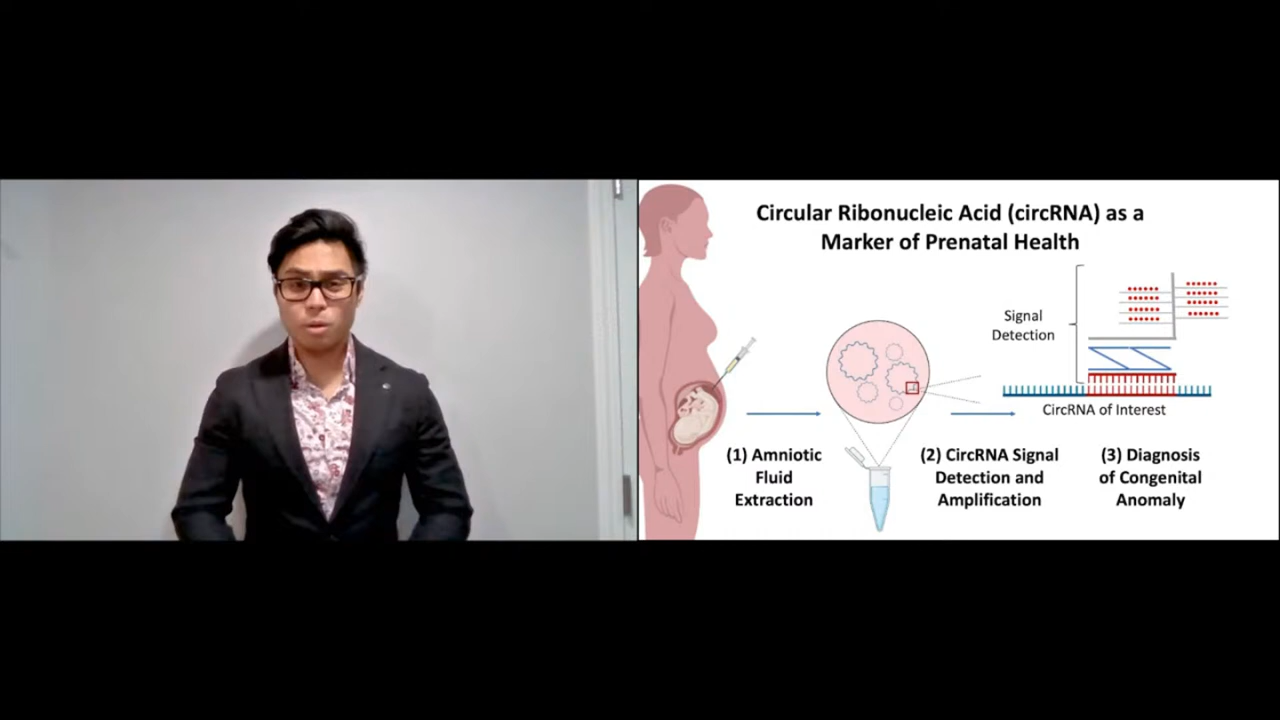 Circular Ribonucleic Acid (circRNA) as a
Marker of Prenatal Health
Signal
Detection
CircRNA of Interest
(1) Amniotic
Fluid
Extraction
(2) CircRNA Signal
Detection and
Amplification
(3) Diagnosis
of Congenital
Anomaly